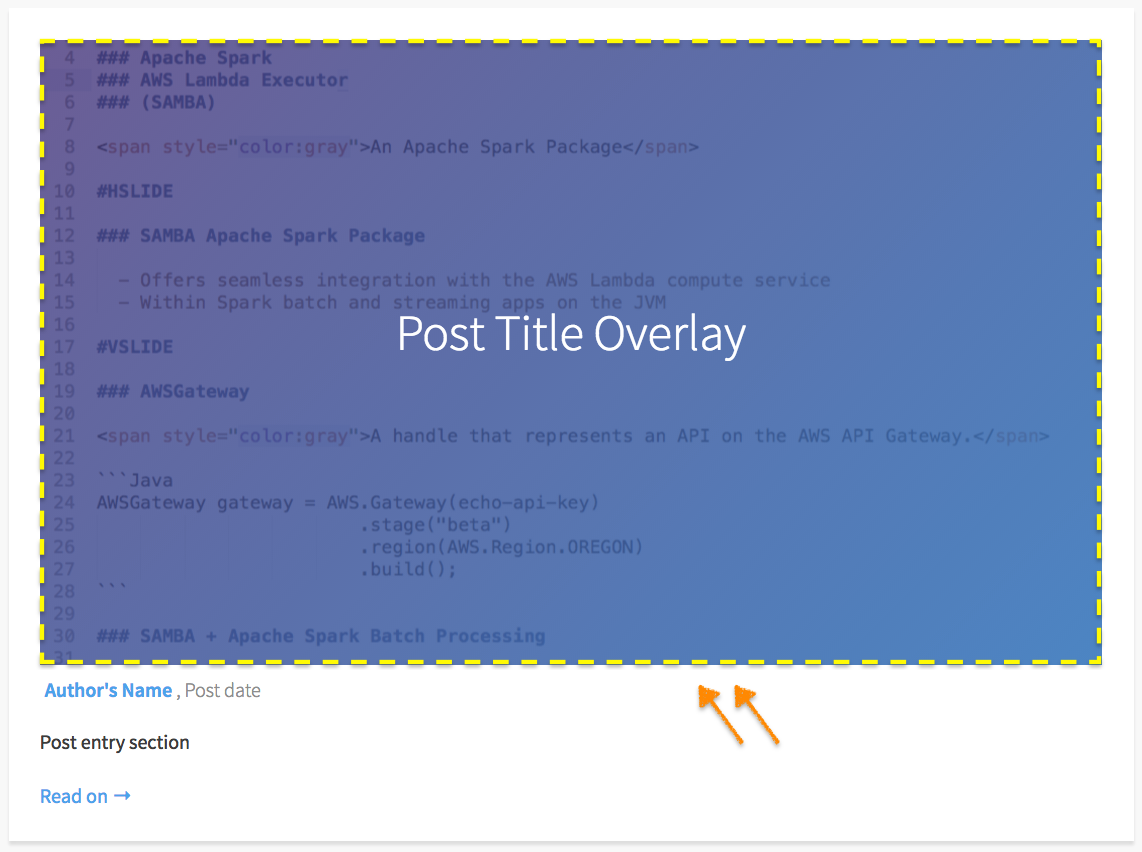 4 ### Apache Spark
5 ### AWS Lambda Executor
6 ### (SAMBA)
7
8 <span style="color:gray">An Apache Spark Package</span>
9
10 #HSLIDE
11
12 ### SAMBA Apache Spark Package
13
14 - Offers seamless integration with the AWS Lambda compute service
15 - Within Spark batch and streaming apps on the JVM
16
Post Title Overlay
17 #VSLIDE
18
19 ### AWSGateway
20
21 <span style="color:gray">A handle that represents an API on the AWS API Gateway.</span>
22
23 ```Java
24 AWSGateway gateway = AWS.Gateway(echo-api-key)
25 .stage("beta")
26 .region(AWS.Region.OREGON)
27 .build();
28 ```
29
30 ### SAMBA + Apache Spark Batch Processing
31
Author's Name , Post date
Post entry section
Read on →